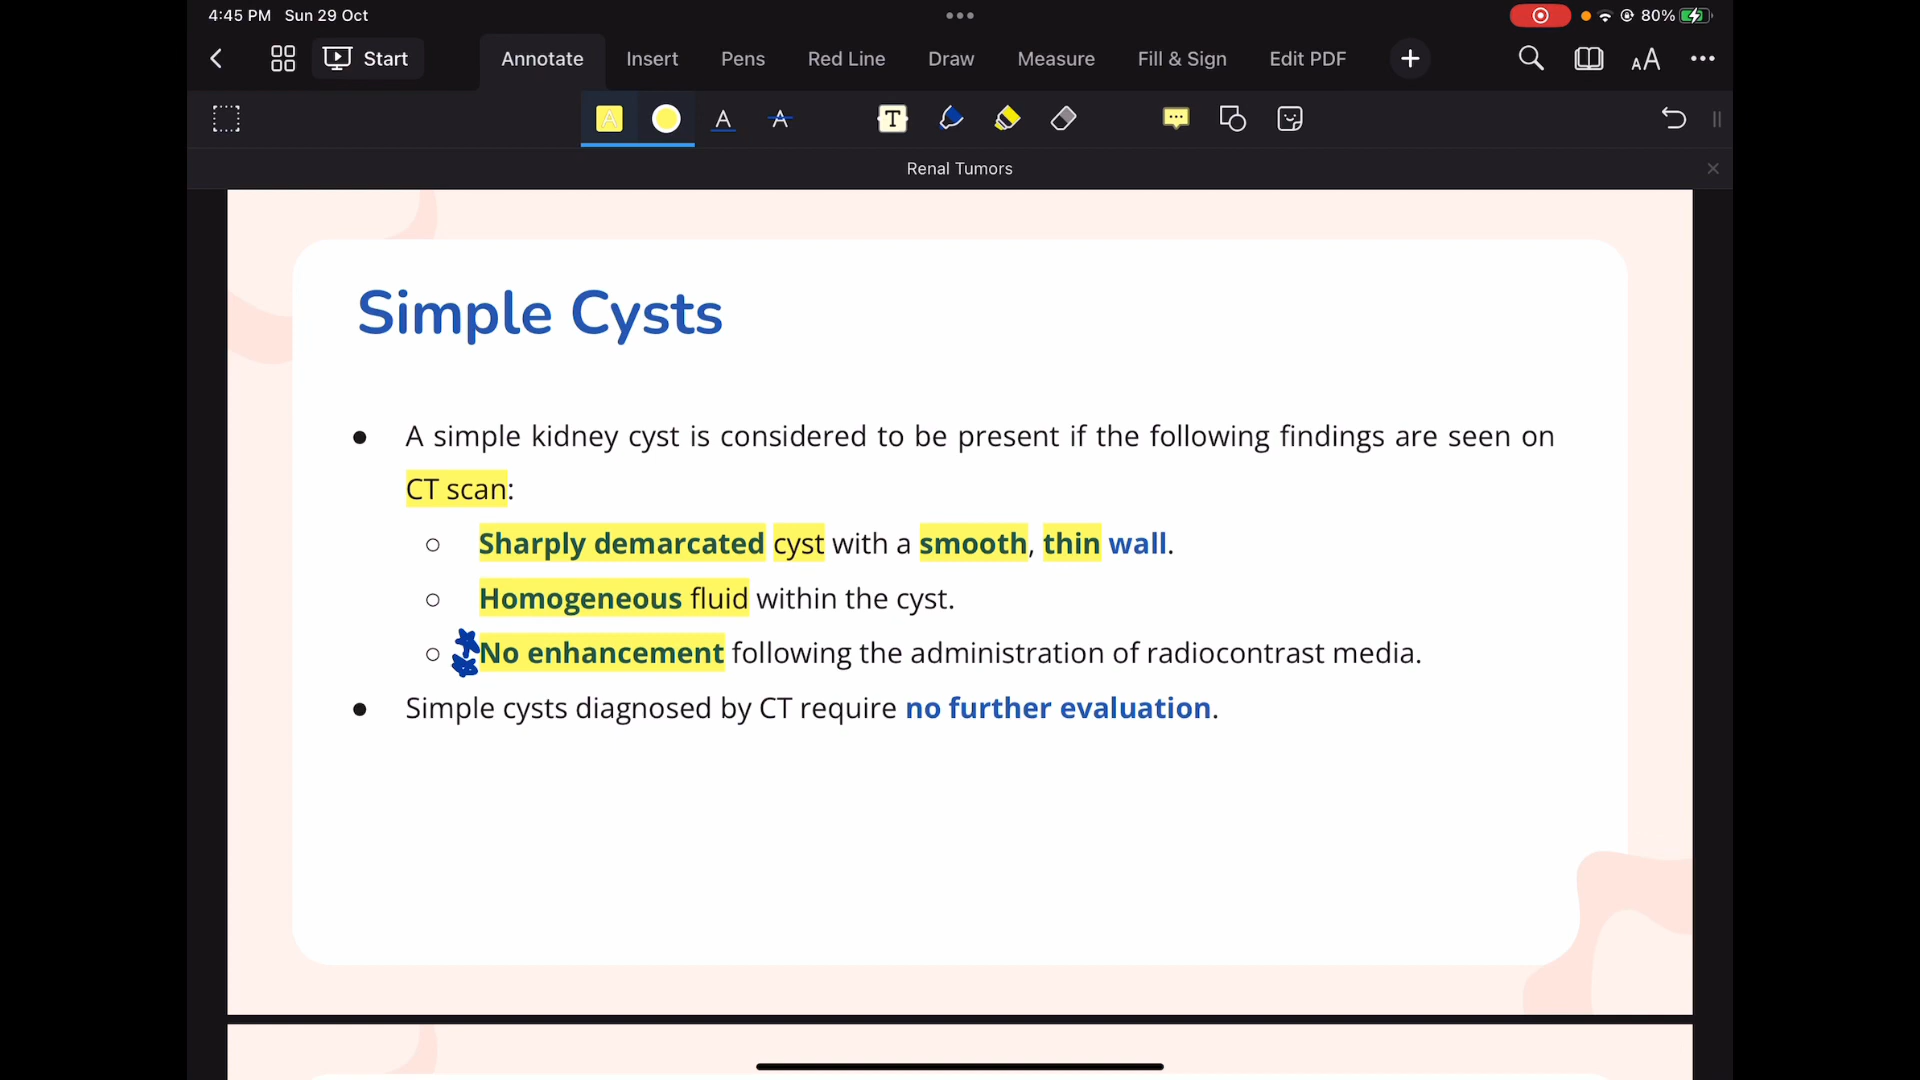 4:45 PM Sun 29 Oct
80%
Start
Annotate Insert Pens Red Line Draw Measure Fill & Sign Edit PDF
Renal Tumors
Simple Cysts
● A simple kidney cyst is considered to be present if the following findings are seen on
CT scan:
○ Sharply demarcated cyst with a smooth, thin wall.
○ Homogeneous fluid within the cyst.
○ No enhancement following the administration of radiocontrast media.
● Simple cysts diagnosed by CT require no further evaluation.